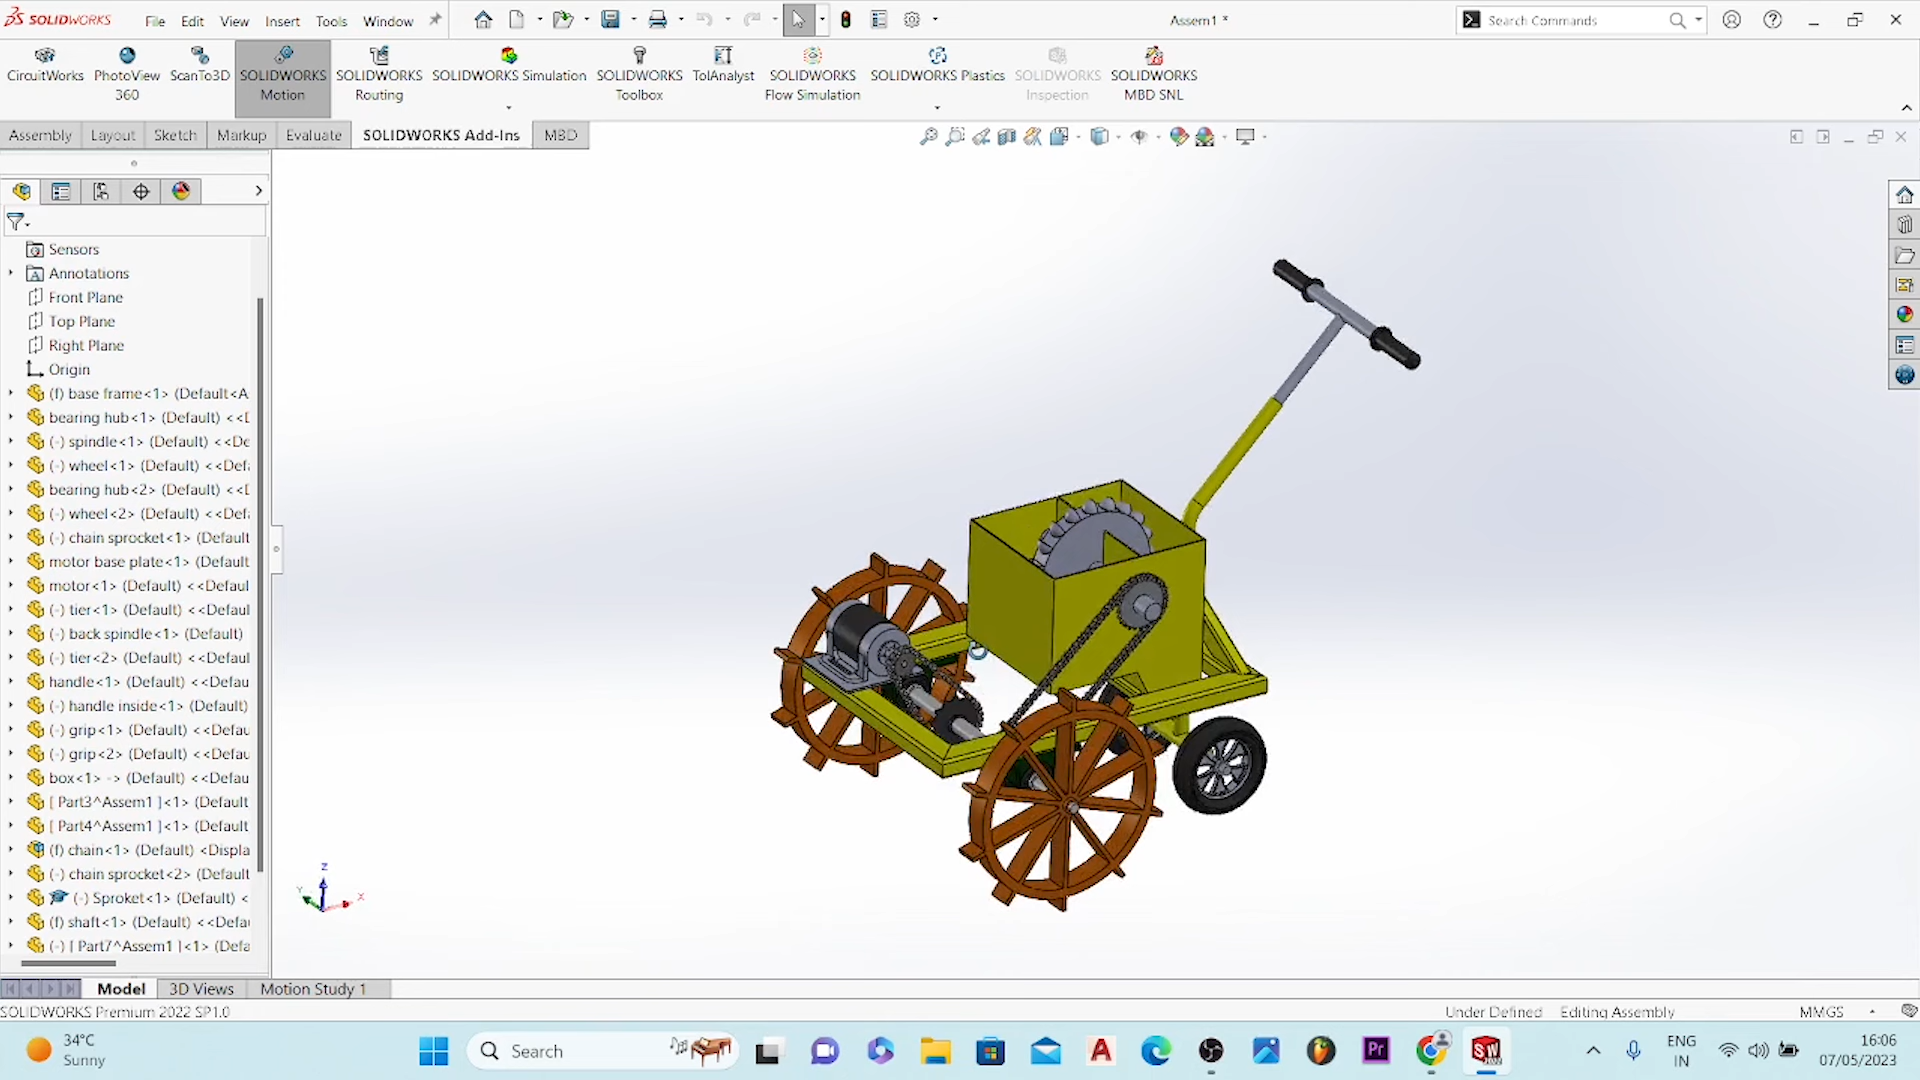 SOLIDWORKS File Edit View Insert Tools Window
Assem1 *
Search Commands
CircuitWorks
PhotoView 360
ScanTo3D
SOLIDWORKS Motion
SOLIDWORKS Routing
SOLIDWORKS Simulation
SOLIDWORKS Toolbox
TolAnalyst
SOLIDWORKS Flow Simulation
SOLIDWORKS Plastics
SOLIDWORKS Inspection
SOLIDWORKS MBD SNL
Assembly Layout Sketch Markup Evaluate SOLIDWORKS Add-Ins MBD
Sensors
Annotations
Front Plane
Top Plane
Right Plane
Origin
(f) base frame<1> (Default<A
bearing hub<1> (Default) <<D
(-) spindle<1> (Default) <<De
(-) wheel<1> (Default) <<Def
bearing hub<2> (Default) <<D
(-) wheel<2> (Default) <<Def
(-) chain sprocket<1> (Default
motor base plate<1> (Default
motor<1> (Default) <<Default
(-) tier<1> (Default) <<Defaul
(-) back spindle<1> (Default)
(-) tier<2> (Default) <<Defaul
handle<1> (Default) <<Defau
(-) handle inside<1> (Default)
(-) grip<1> (Default) <<Defau
(-) grip<2> (Default) <<Defau
box<1> -> (Default) <<Defau
[ Part3^Assem1 ]<1> (Default
[ Part4^Assem1 ]<1> (Default
(f) chain<1> (Default) <Displa
(-) chain sprocket<2> (Default
(-) Sproket<1> (Default) <
(f) shaft<1> (Default) <<Defau
(-) [ Part7^Assem1 ]<1> (Defa
Z
Y
X
Model 3D Views Motion Study 1
SOLIDWORKS Premium 2022 SP1.0
Under Defined Editing Assembly MMGS
34°C
Sunny
Search
Pr
ENG
IN
16:06
07/05/2023